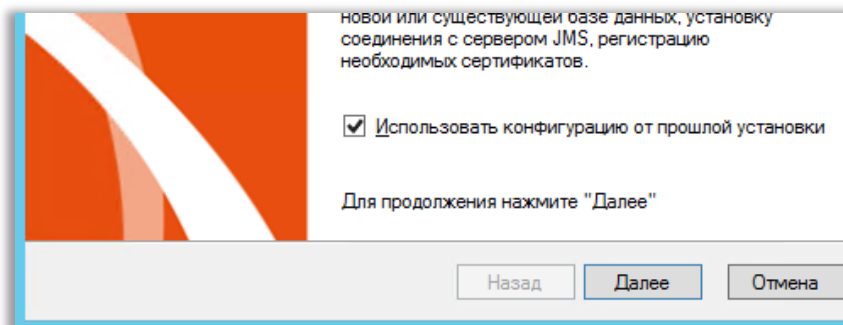 новой или существующей базе данных, установку
соединения с сервером JMS, регистрацию
необходимых сертификатов.
Использовать конфигурацию от прошлой установки
Для продолжения нажмите "Далее"
Назад Далее Отмена